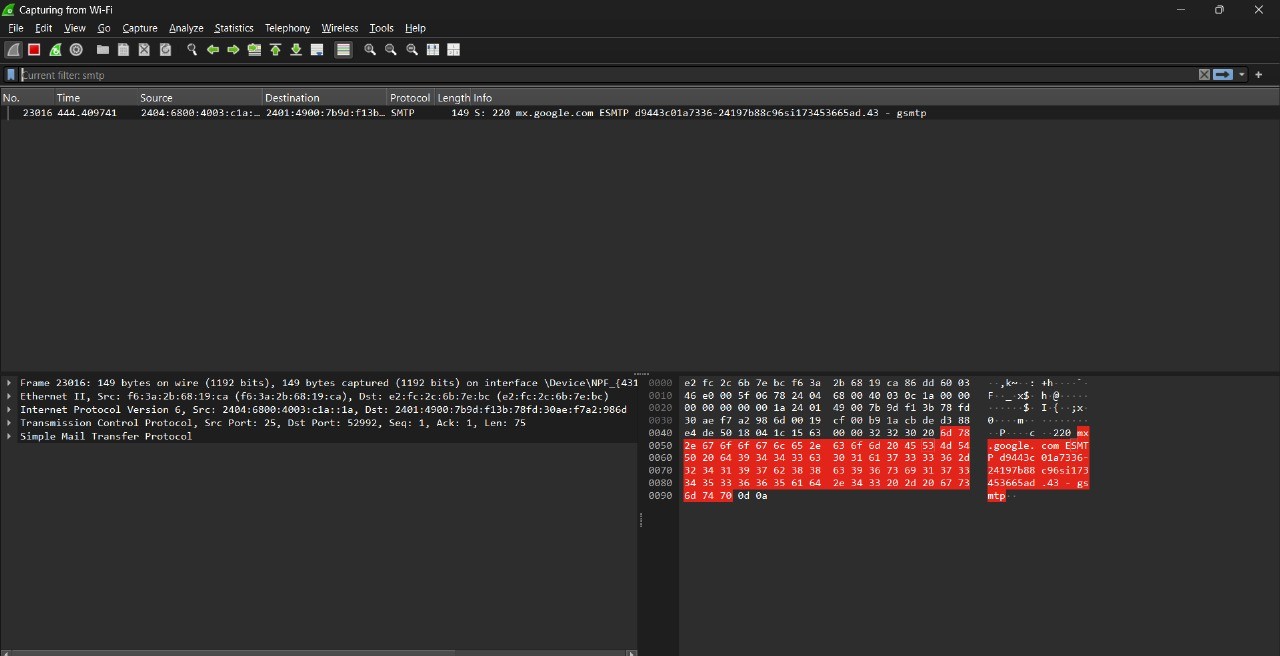 Capturing from Wi-Fi
File Edit View Go Capture Analyze Statistics Telephony Wireless Tools Help
Current filter: smtp
No. Time Source Destination Protocol Length Info
23016 444.409741 2404:6800:4003:c1a:… 2401:4900:7b9d:f13b… SMTP 149 S: 220 mx.google.com ESMTP d9443c01a7336-24197b88c96si173453665ad.43 - gsmtp
Frame 23016: 149 bytes on wire (1192 bits), 149 bytes captured (1192 bits) on interface \Device\NPF_{431
Ethernet II, Src: f6:3a:2b:68:19:ca (f6:3a:2b:68:19:ca), Dst: e2:fc:2c:6b:7e:bc (e2:fc:2c:6b:7e:bc)
Internet Protocol Version 6, Src: 2404:6800:4003:c1a::1a, Dst: 2401:4900:7b9d:f13b:78fd:30ae:f7a2:986d
Transmission Control Protocol, Src Port: 25, Dst Port: 52992, Seq: 1, Ack: 1, Len: 75
Simple Mail Transfer Protocol
0000 e2 fc 2c 6b 7e bc f6 3a 2b 68 19 ca 86 dd 60 03 ··,k~··: +h····`·
0010 46 e0 00 5f 06 78 24 04 68 00 40 03 0c 1a 00 00 F··_·x$· h·@·····
0020 00 00 00 00 00 1a 24 01 49 00 7b 9d f1 3b 78 fd ······$· I·{··;x·
0030 30 ae f7 a2 98 6d 00 19 cf 00 b9 1a cb de d3 88 0····m·· ········
0040 e4 de 50 18 04 1c 15 63 00 00 32 32 30 20 6d 78 ··P····c ··220 mx
0050 2e 67 6f 6f 67 6c 65 2e 63 6f 6d 20 45 53 4d 54 .google. com ESMT
0060 50 20 64 39 34 34 33 63 30 31 61 37 33 33 36 2d P d9443c 01a7336-
0070 32 34 31 39 37 62 38 38 63 39 36 73 69 31 37 33 24197b88 c96si173
0080 34 35 33 36 36 35 61 64 2e 34 33 20 2d 20 67 73 453665ad .43 - gs
0090 6d 74 70 0d 0a mtp··